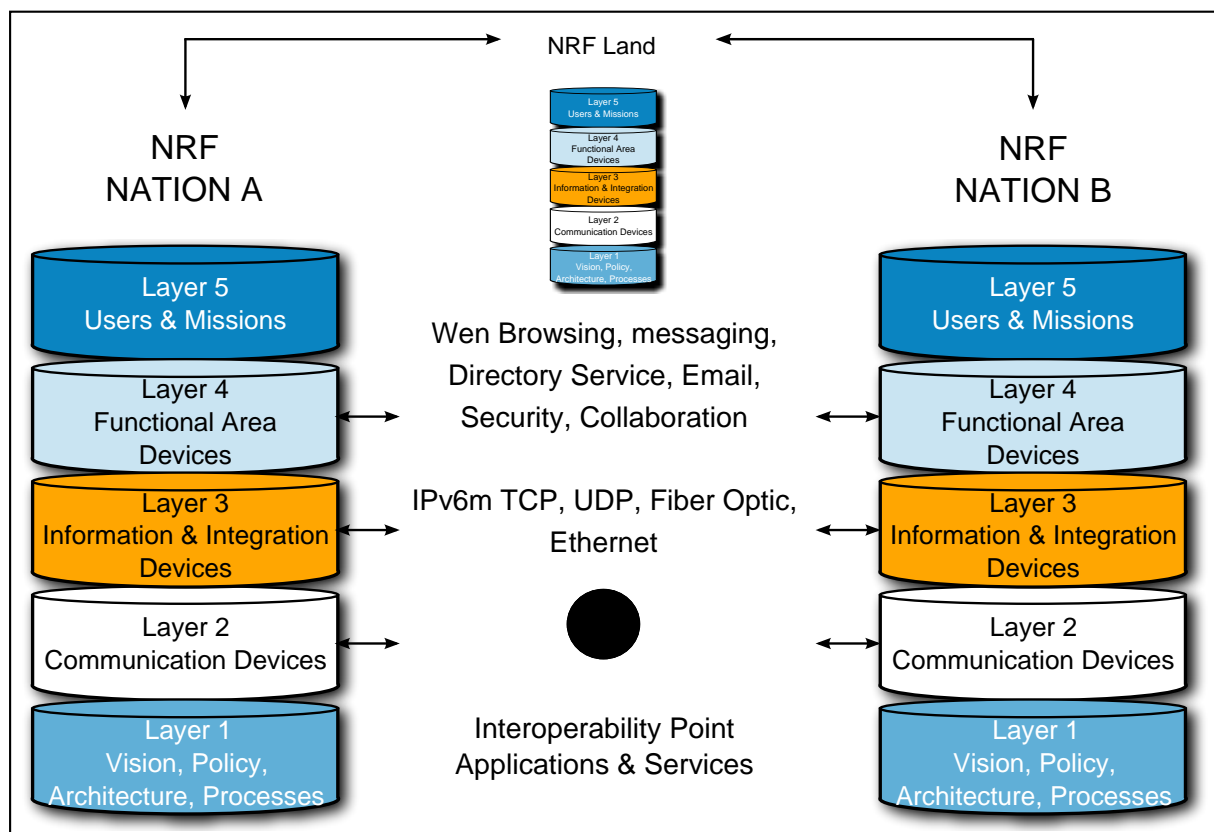 NRF Land
Layer 5
Users & Missions
Layer 4
Functional Area
Devices
Layer 3
Information & Integration
Devices
Layer 2
Communication Devices
Layer 1
Vision, Policy,
Architecture, Processes
NRF
NATION A
Layer 5
Users & Missions
Layer 4
Functional Area
Devices
Layer 3
Information & Integration
Devices
Layer 2
Communication Devices
Layer 1
Vision, Policy,
Architecture, Processes
Wen Browsing, messaging,
Directory Service, Email,
Security, Collaboration
IPv6m TCP, UDP, Fiber Optic,
Ethernet
Interoperability Point
Applications & Services
NRF
NATION B
Layer 5
Users & Missions
Layer 4
Functional Area
Devices
Layer 3
Information & Integration
Devices
Layer 2
Communication Devices
Layer 1
Vision, Policy,
Architecture, Processes